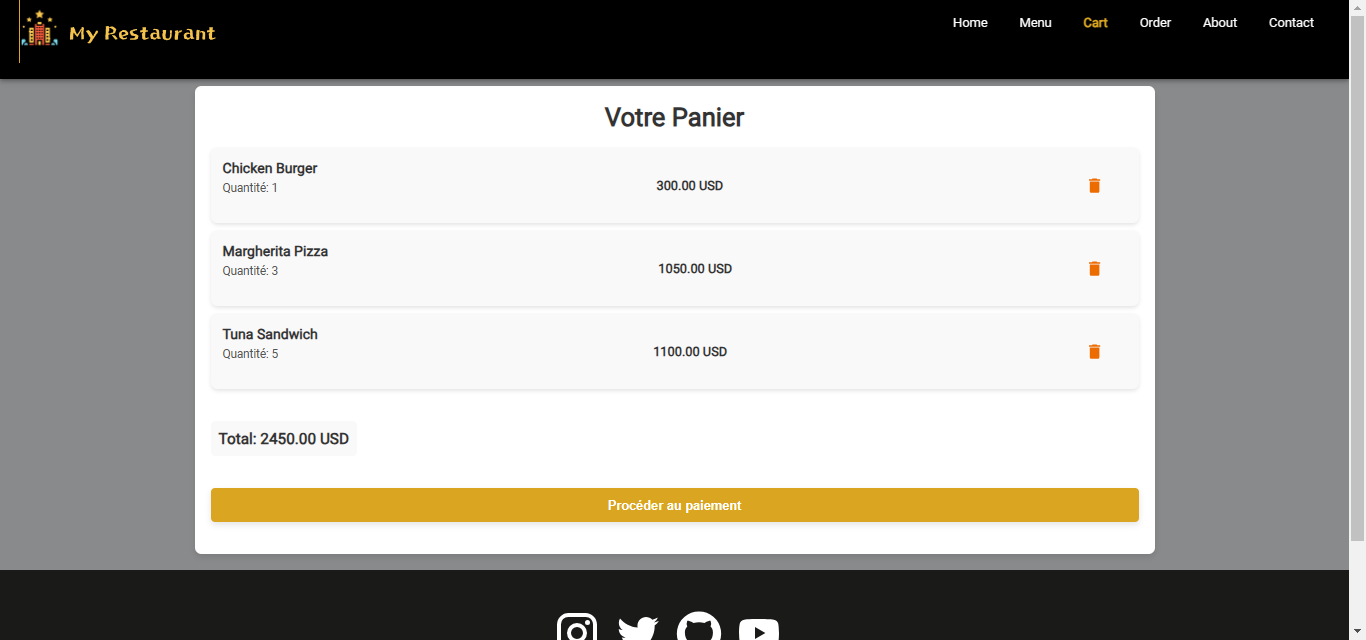 My Restaurant
Home Menu Cart Order About Contact
Votre Panier
Chicken Burger
Quantité: 1
300.00 USD
Margherita Pizza
Quantité: 3
1050.00 USD
Tuna Sandwich
Quantité: 5
1100.00 USD
Total: 2450.00 USD
Procéder au paiement